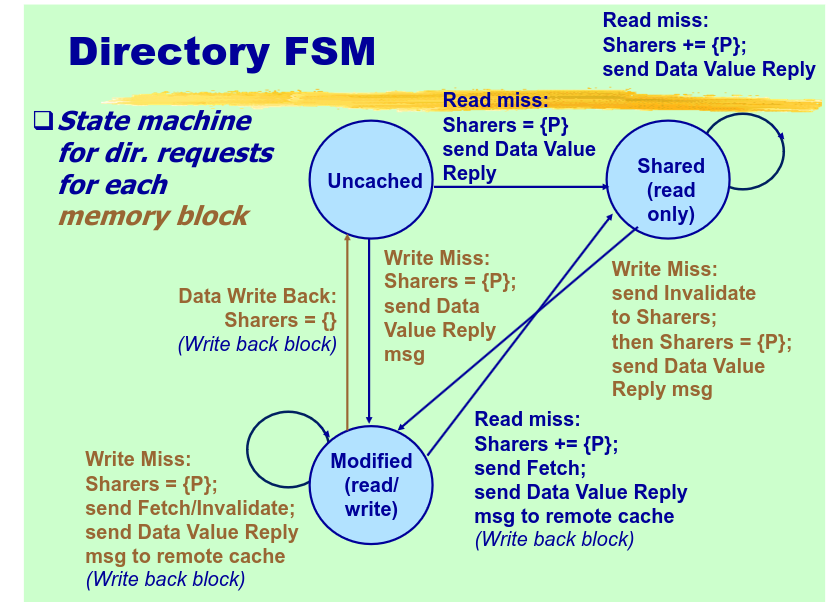 Directory FSM
Read miss:
Sharers += {P};
send Data Value Reply
❑State machine
for dir. requests
for each
memory block
Read miss:
Sharers = {P}
send Data Value
Reply
Uncached
Shared
(read
only)
Data Write Back:
Sharers = {}
(Write back block)
Write Miss:
Sharers = {P};
send Data
Value Reply
msg
Write Miss:
send Invalidate
to Sharers;
then Sharers = {P};
send Data Value
Reply msg
Write Miss:
Sharers = {P};
send Fetch/Invalidate;
send Data Value Reply
msg to remote cache
(Write back block)
Modified
(read/
write)
Read miss:
Sharers += {P};
send Fetch;
send Data Value Reply
msg to remote cache
(Write back block)